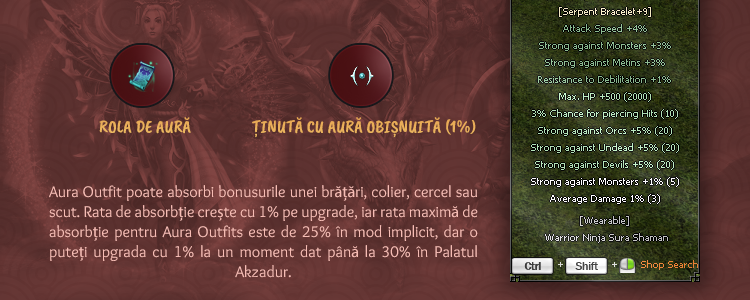 ROLA DE AURĂ
ȚINUTĂ CU AURĂ OBIȘNUITĂ (1%)
Aura Outfit poate absorbi bonusurile unei brățări, colier, cercel sau
scut. Rata de absorbție crește cu 1% pe upgrade, iar rata maximă de
absorbție pentru Aura Outfits este de 25% în mod implicit, dar o
puteți upgrada cu 1% la un moment dat până la 30% în Palatul
Akzadur.
[Serpent Bracelet+9]
Attack Speed +4%
Strong against Monsters +3%
Strong against Metins +3%
Resistance to Debilitation +1%
Max. HP +500 (2000)
3% Chance for piercing Hits (10)
Strong against Orcs +5% (20)
Strong against Undead +5% (20)
Strong against Devils +5% (20)
Strong against Monsters +1% (5)
Average Damage 1% (3)
[Wearable]
Warrior Ninja Sura Shaman
Ctrl + Shift + Shop Search